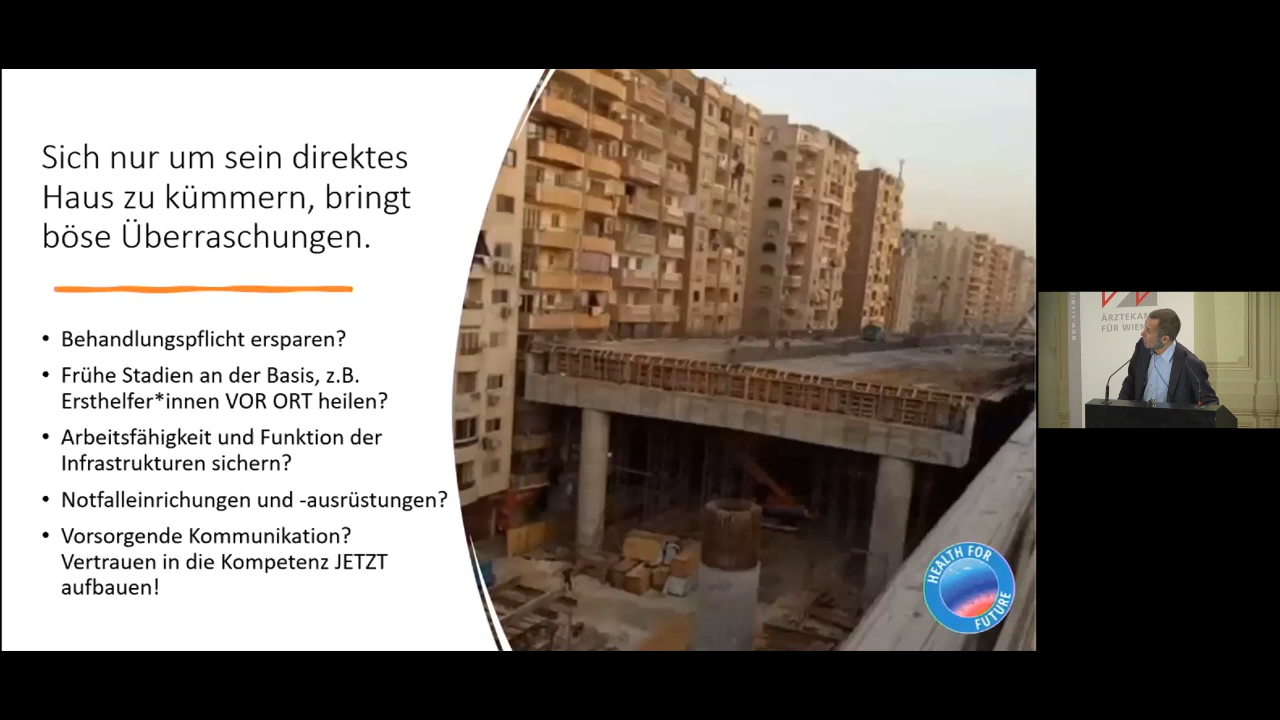 Sich nur um sein direktes
Haus zu kümmern, bringt
böse Überraschungen.
• Behandlungspflicht ersparen?
• Frühe Stadien an der Basis, z.B.
Ersthelfer*innen VOR ORT heilen?
• Arbeitsfähigkeit und Funktion der
Infrastrukturen sichern?
• Notfalleinrichungen und -ausrüstungen?
• Vorsorgende Kommunikation?
Vertrauen in die Kompetenz JETZT
aufbauen!
HEALTH FOR
FUTURE
ÄRZTEKA
FÜR WIE